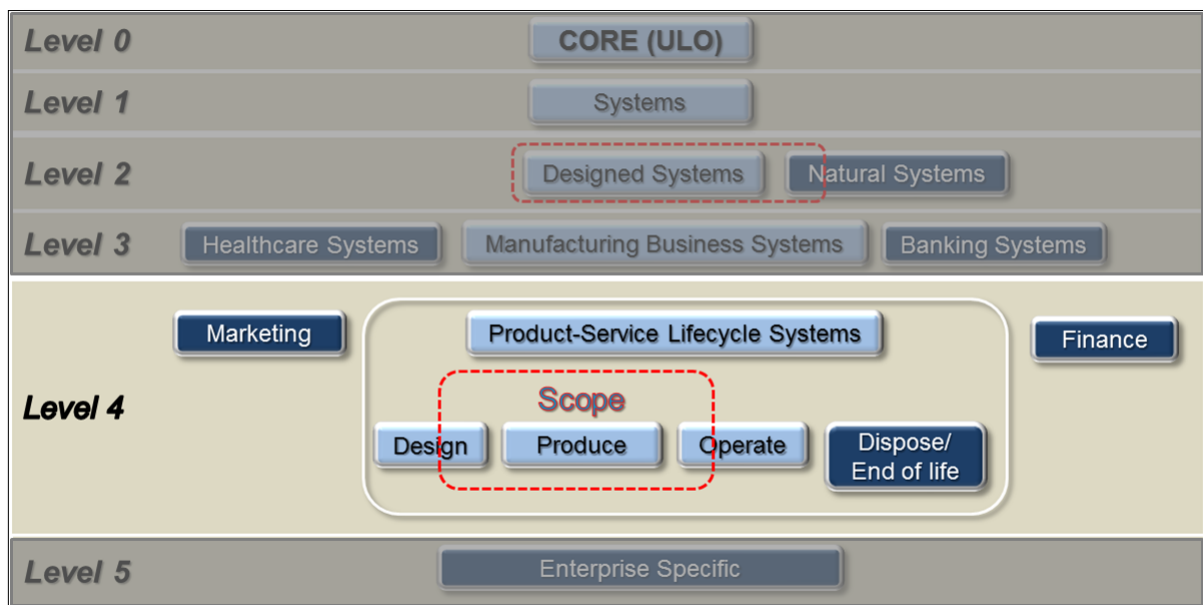 Level 0
CORE (ULO)
Level 1
Systems
Level 2
Designed Systems
Natural Systems
Level 3
Healthcare Systems
Manufacturing Business Systems
Banking Systems
Level 4
Marketing
Product-Service Lifecycle Systems
Finance
Scope
Design
Produce
Operate
Dispose/
End of life
Level 5
Enterprise Specific